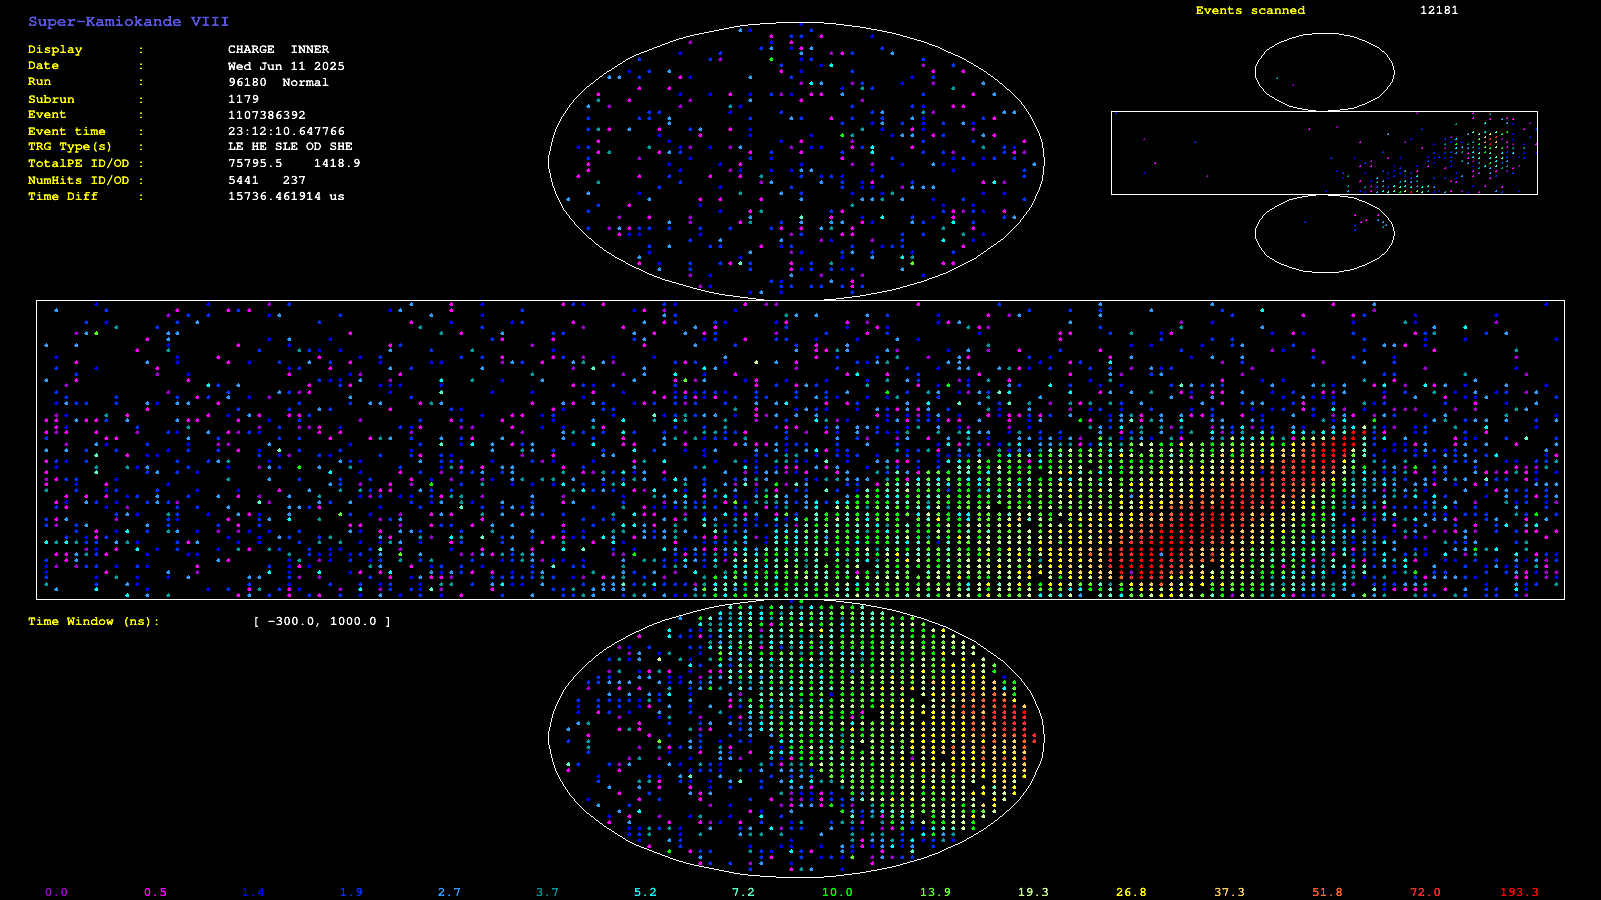 Super-Kamiokande VIII
Events scanned 12181
Display : CHARGE INNER
Date : Wed Jun 11 2025
Run : 96180 Normal
Subrun : 1179
Event : 1107386392
Event time : 23:12:10.647766
TRG Type(s) : LE HE SLE OD SHE
TotalPE ID/OD : 75795.5 1418.9
NumHits ID/OD : 5441 237
Time Diff : 15736.461914 us
Time Window (ns): [ -300.0, 1000.0 ]
0.0 0.5 1.4 1.9 2.7 3.7 5.2 7.2 10.0 13.9 19.3 26.8 37.3 51.8 72.0 193.3